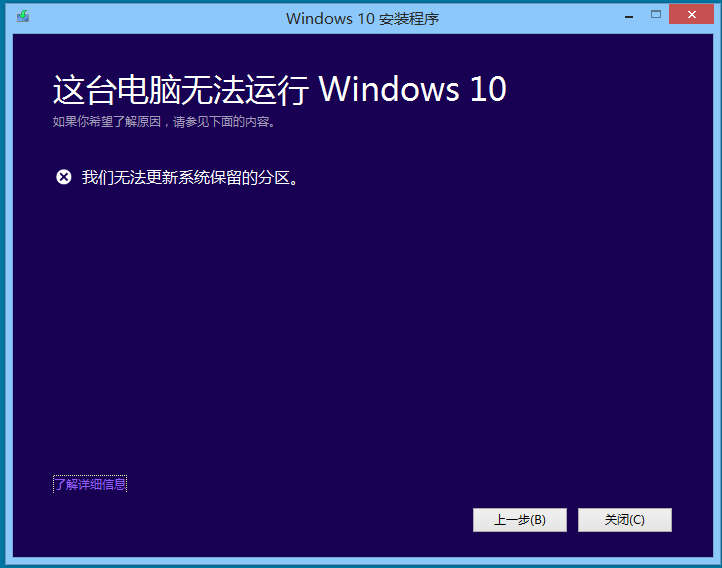 Windows 10 安装程序
这台电脑无法运行 Windows 10
如果你希望了解原因，请参见下面的内容。
我们无法更新系统保留的分区。
了解详细信息
上一步(B)
关闭(C)